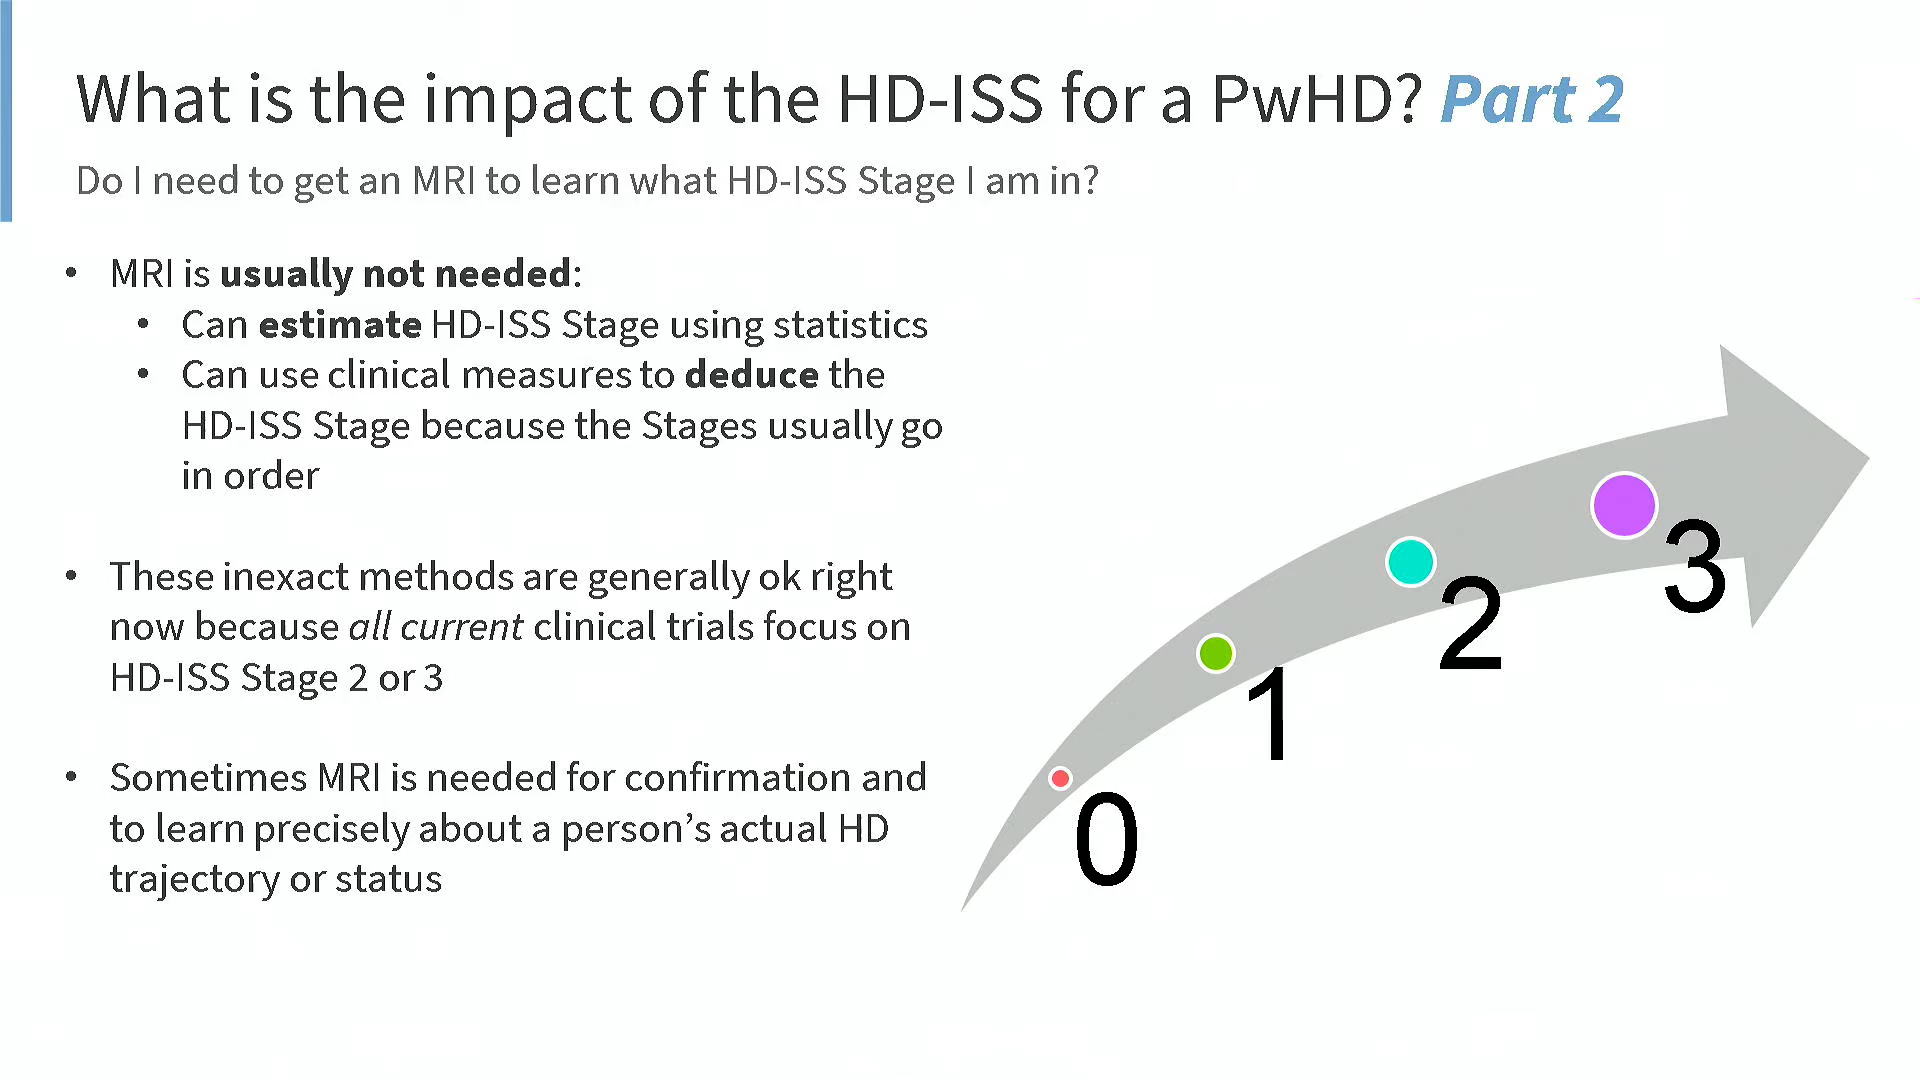 What is the impact of the HD-ISS for a PwHD? Part 2
Do I need to get an MRI to learn what HD-ISS Stage I am in?
• MRI is usually not needed:
• Can estimate HD-ISS Stage using statistics
• Can use clinical measures to deduce the
HD-ISS Stage because the Stages usually go
in order
• These inexact methods are generally ok right
now because all current clinical trials focus on
HD-ISS Stage 2 or 3
• Sometimes MRI is needed for confirmation and
to learn precisely about a person’s actual HD
trajectory or status
0
1
2
3